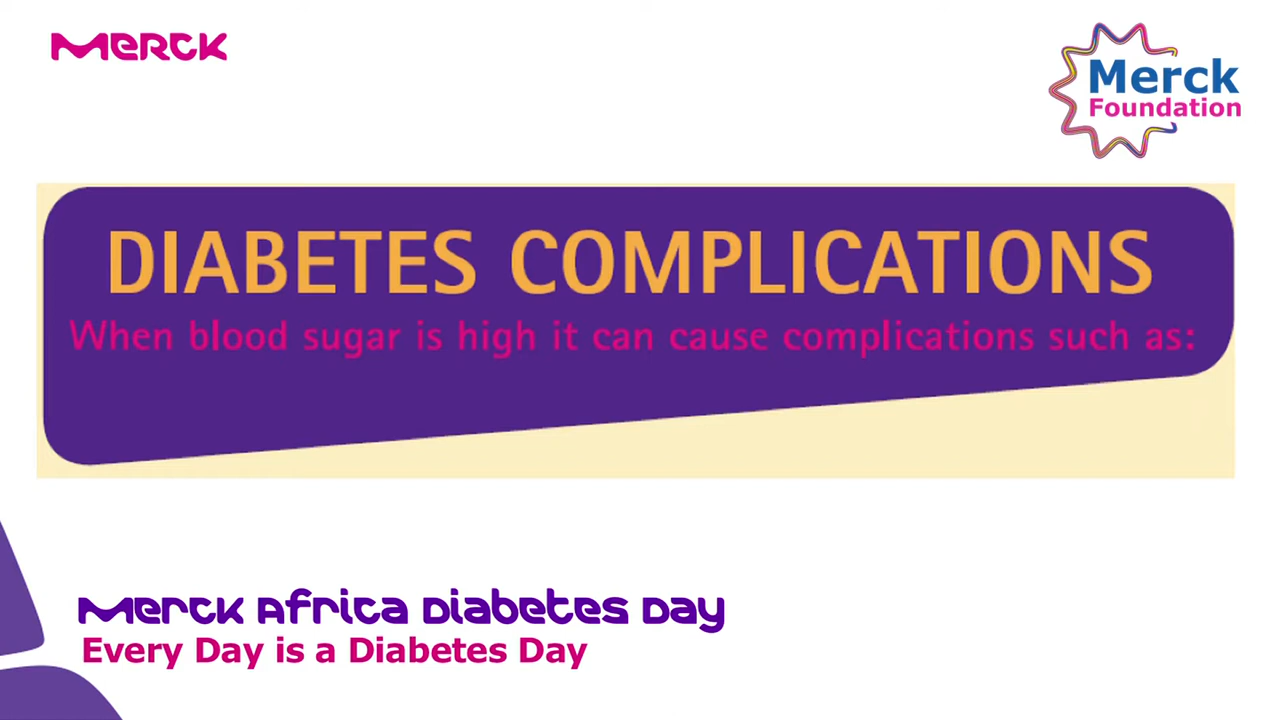 MERCK
Merck
Foundation
DIABETES COMPLICATIONS
When blood sugar is high it can cause complications such as:
Merck Africa Diabetes Day
Every Day is a Diabetes Day